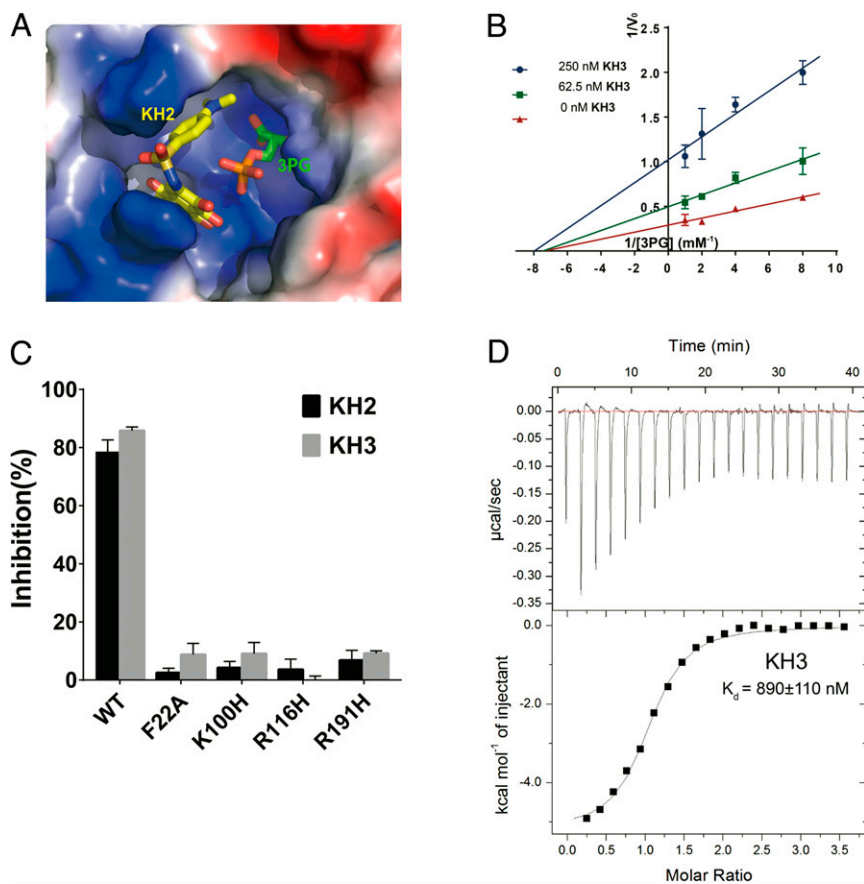 A
KH2
3PG
B
1/V₀
250 nM KH3
62.5 nM KH3
0 nM KH3
2.5
2.0
1.5
1.0
0.5
1/[3PG] (mM⁻¹)
-8 -6 -4 -2 0 2 4 6 8 10
C
Inhibition(%)
100
80
60
40
20
0
KH2
KH3
WT F22A K100H R116H R191H
D
Time (min)
0 10 20 30 40
µcal/sec
0.00
-0.05
-0.10
-0.15
-0.20
-0.25
-0.30
-0.35
kcal mol⁻¹ of injectant
0.0
-2.0
-4.0
KH3
K_d = 890±110 nM
0.0 0.5 1.0 1.5 2.0 2.5 3.0 3.5
Molar Ratio